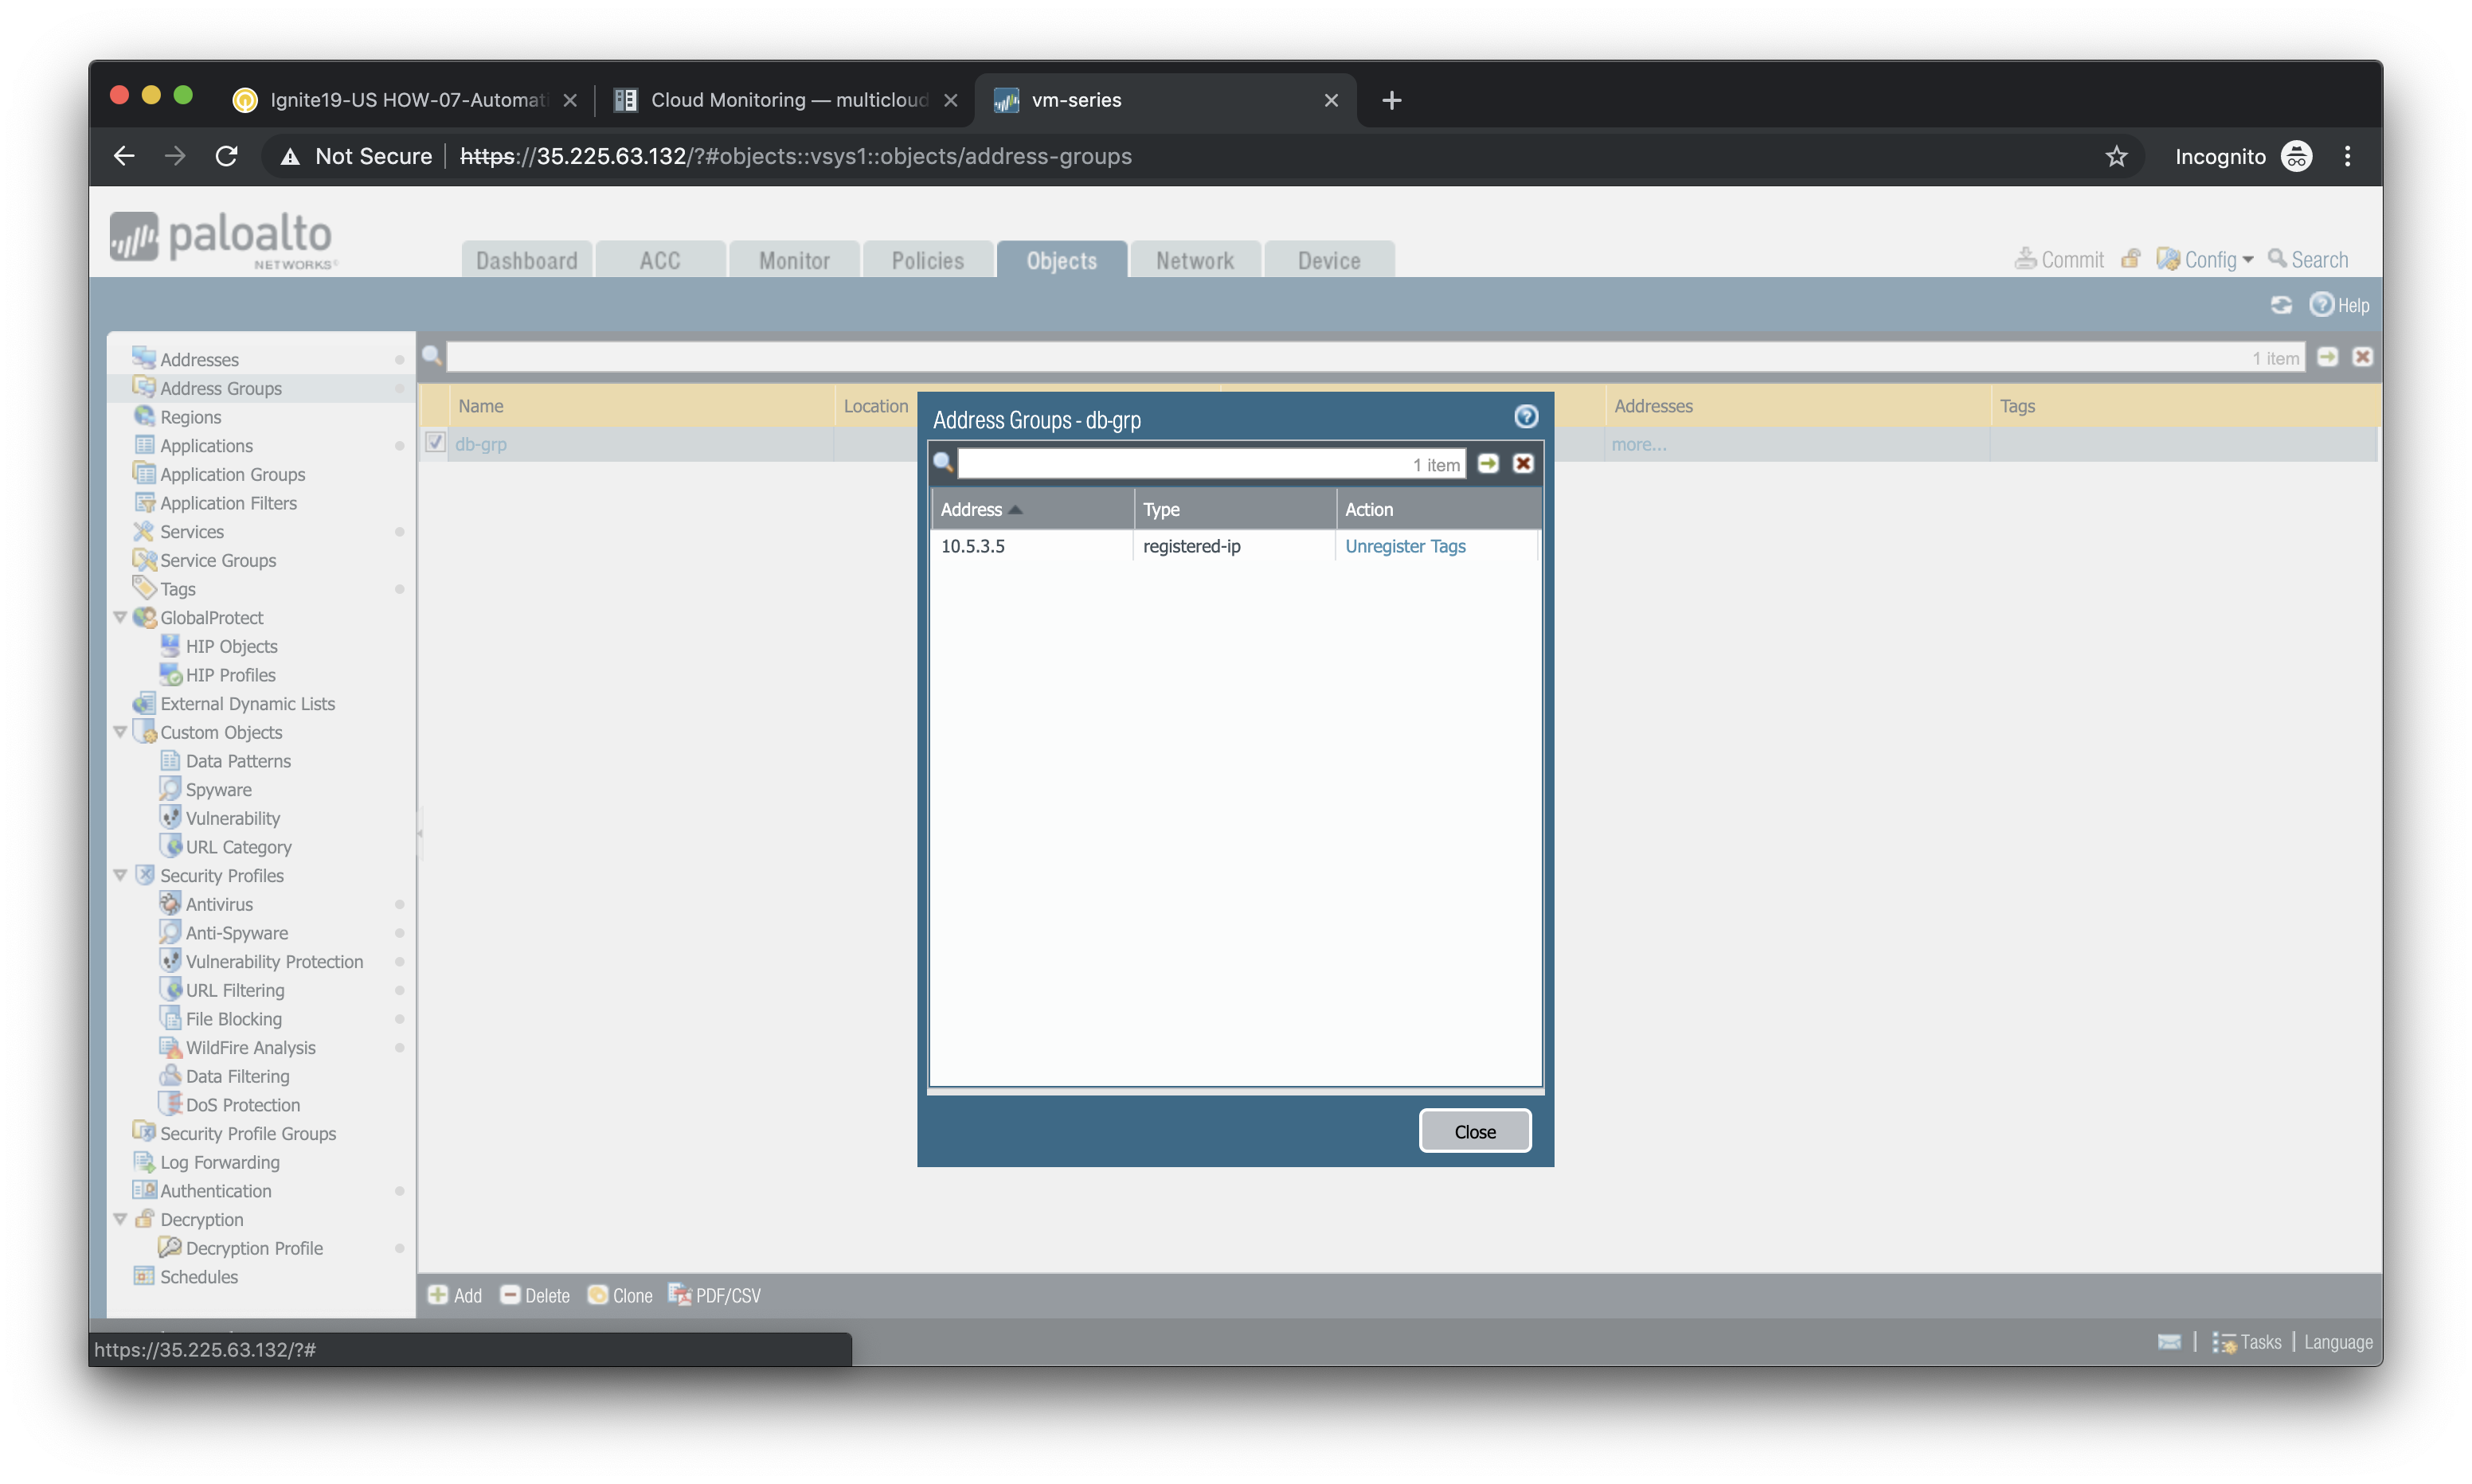 Ignite19-US HOW-07-Automati
Cloud Monitoring — multicloud
vm-series
Not Secure
https://35.225.63.132/?#objects::vsys1::objects/address-groups
Incognito
paloalto
NETWORKS®
Dashboard
ACC
Monitor
Policies
Objects
Network
Device
Commit
Config
Search
Help
Addresses
Address Groups
Regions
Applications
Application Groups
Application Filters
Services
Service Groups
Tags
GlobalProtect
HIP Objects
HIP Profiles
External Dynamic Lists
Custom Objects
Data Patterns
Spyware
Vulnerability
URL Category
Security Profiles
Antivirus
Anti-Spyware
Vulnerability Protection
URL Filtering
File Blocking
WildFire Analysis
Data Filtering
DoS Protection
Security Profile Groups
Log Forwarding
Authentication
Decryption
Decryption Profile
Schedules
1 item
Name
Location
Addresses
Tags
db-grp
more...
Address Groups - db-grp
1 item
Address
Type
Action
10.5.3.5
registered-ip
Unregister Tags
Close
Add
Delete
Clone
PDF/CSV
https://35.225.63.132/?#
Tasks
Language